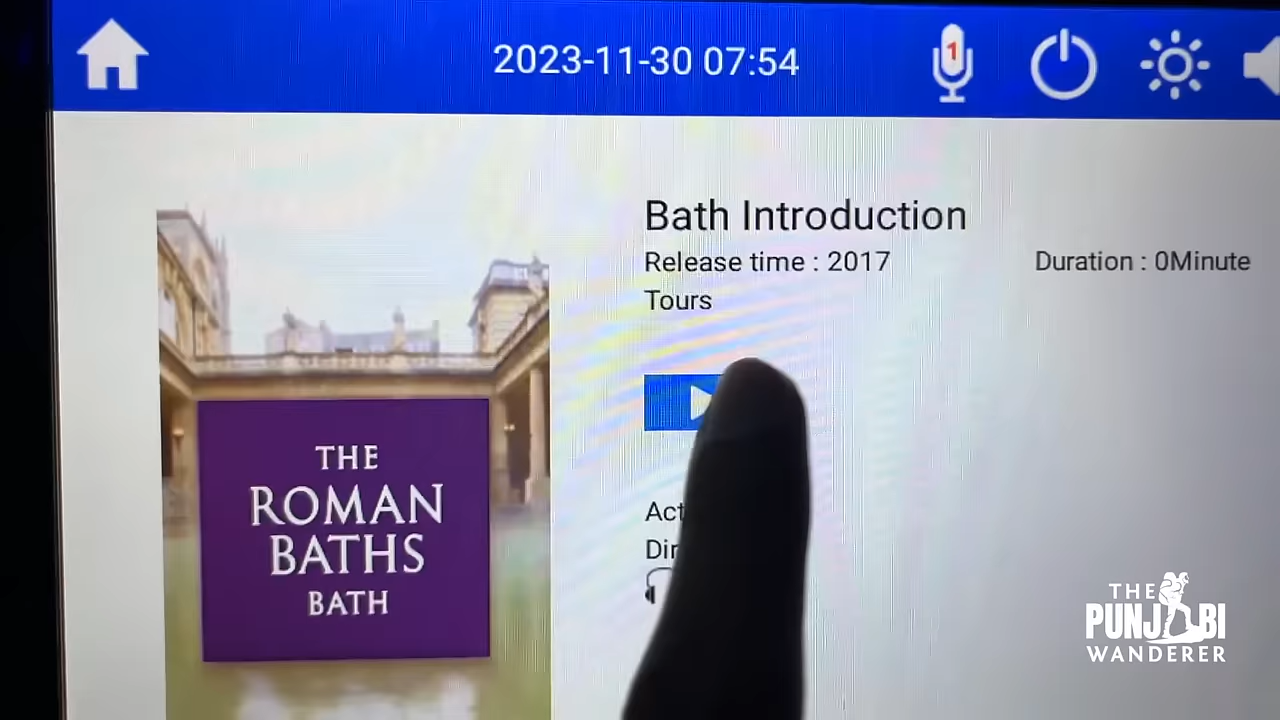 2023-11-30 07:54
1
Bath Introduction
Release time : 2017
Duration : 0Minute
Tours
THE
ROMAN
BATHS
BATH
THE
PUNJABI
WANDERER